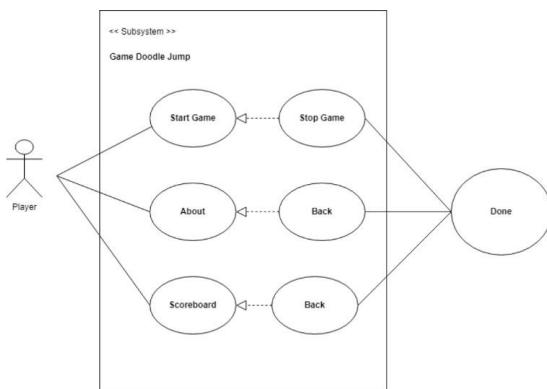 << Subsystem >>
Game Doodle Jump
Start Game
Stop Game
Player
About
Back
Done
Scoreboard
Back